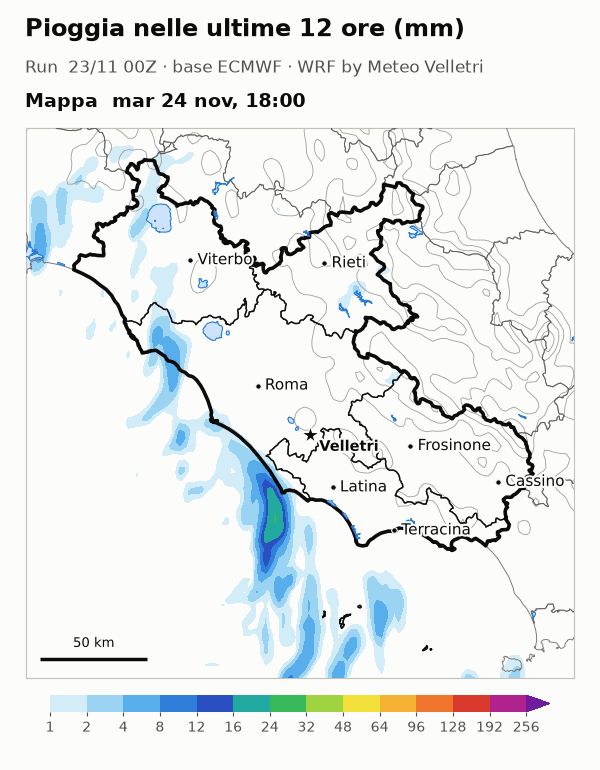 Pioggia nelle ultime 12 ore (mm)
Run  23/11 00Z · base ECMWF · WRF by Meteo Velletri
Mappa  mar 24 nov, 18:00
Viterbo
Rieti
Roma
Velletri
Frosinone
Cassino
Latina
Terracina
50 km
1 2 4 8 12 16 24 32 48 64 96 128 192 256